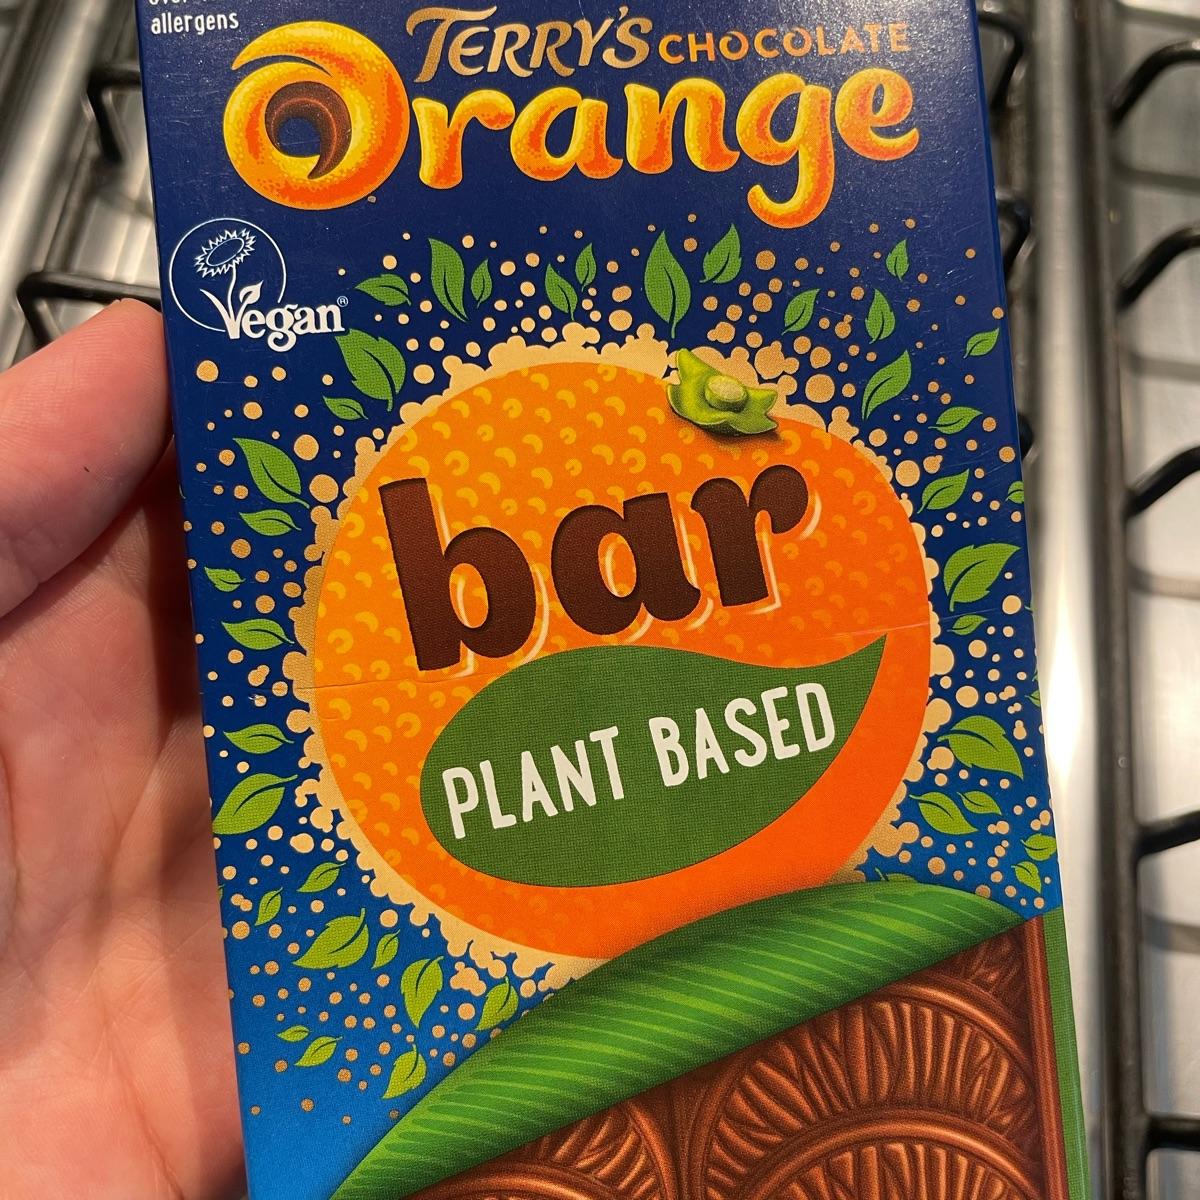 allergens
TERRY'S CHOCOLATE
Orange
Vegan®
bar
PLANT BASED